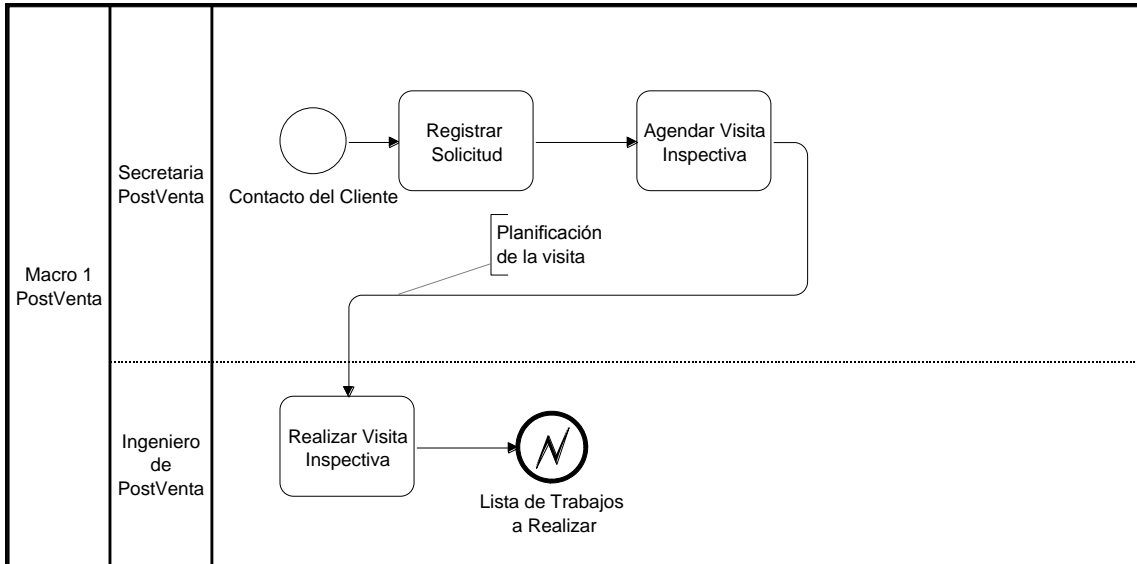 Macro 1
PostVenta
Secretaria
PostVenta
Contacto del Cliente
Registrar
Solicitud
Agendar Visita
Inspectiva
Planificación
de la visita
Ingeniero
de
PostVenta
Realizar Visita
Inspectiva
Lista de Trabajos
a Realizar